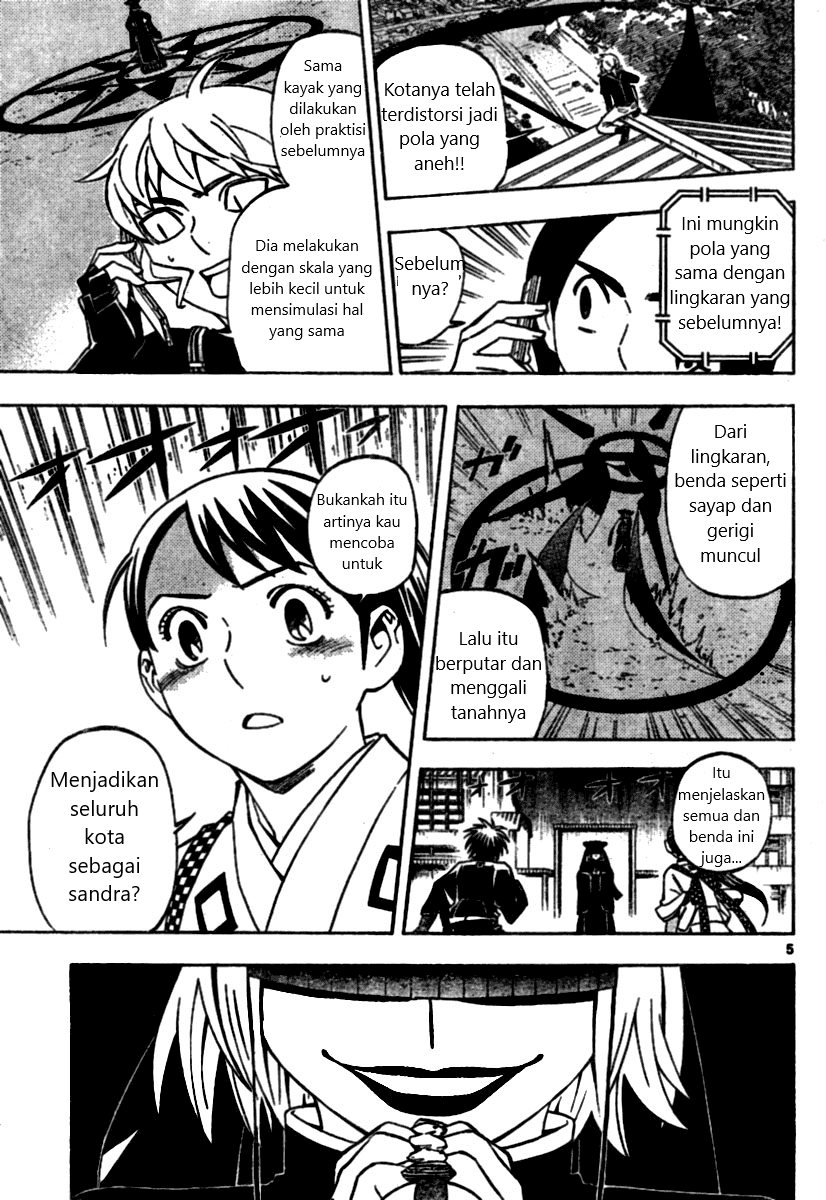 Kotanya telah
terdistorsi jadi
pola yang
aneh!!
Sama
kayak yang
dilakukan
oleh praktisi
sebelumnya
Dia melakukan
dengan skala yang
lebih kecil untuk
mensimulasi hal
yang sama
Ini mungkin
pola yang
sama dengan
lingkaran yang
sebelumnya!
Sebelum
nya?
Dari
lingkaran,
benda seperti
sayap dan
gerigi
muncul
ガ
ガ
Lalu itu
berputar dan
menggali
tanahnya
Bukankah itu
artinya kau
mencoba
untuk
Menjadikan
seluruh
kota
sebagai
sandra?
Itu
menjelaskan
semua dan
benda ini
juga...
5